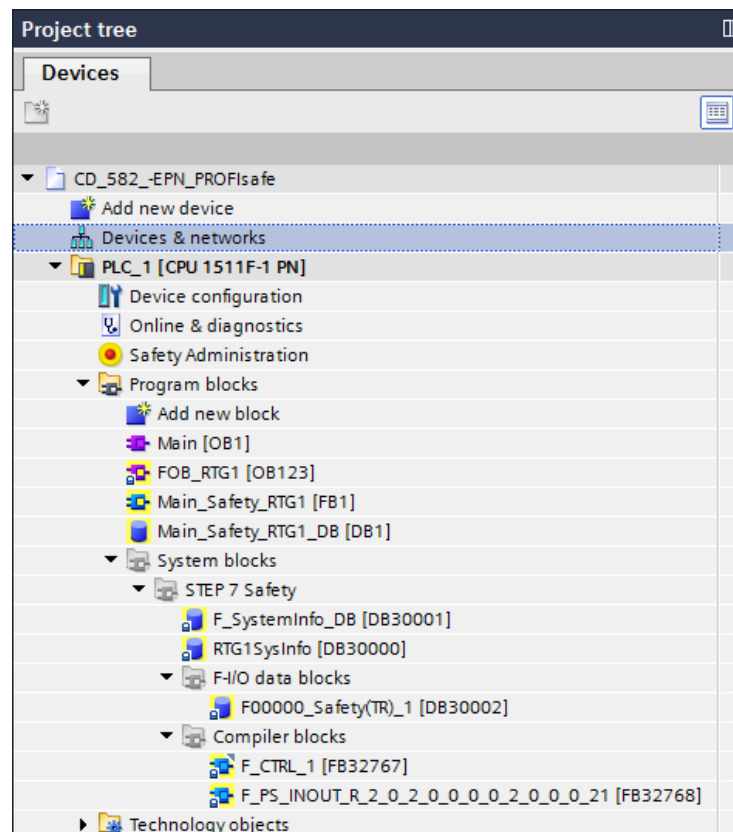 Project tree
Devices
CD_582_-EPN_PROFIsafe
Add new device
Devices & networks
PLC_1 [CPU 1511F-1 PN]
Device configuration
Online & diagnostics
Safety Administration
Program blocks
Add new block
Main [OB1]
FOB_RTG1 [OB123]
Main_Safety_RTG1 [FB1]
Main_Safety_RTG1_DB [DB1]
System blocks
STEP 7 Safety
F_SystemInfo_DB [DB30001]
RTG1SysInfo [DB30000]
F-I/O data blocks
F00000_Safety(TR)_1 [DB30002]
Compiler blocks
F_CTRL_1 [FB32767]
F_PS_INOUT_R_2_0_2_0_0_0_0_2_0_0_0_21 [FB32768]
Technology objects